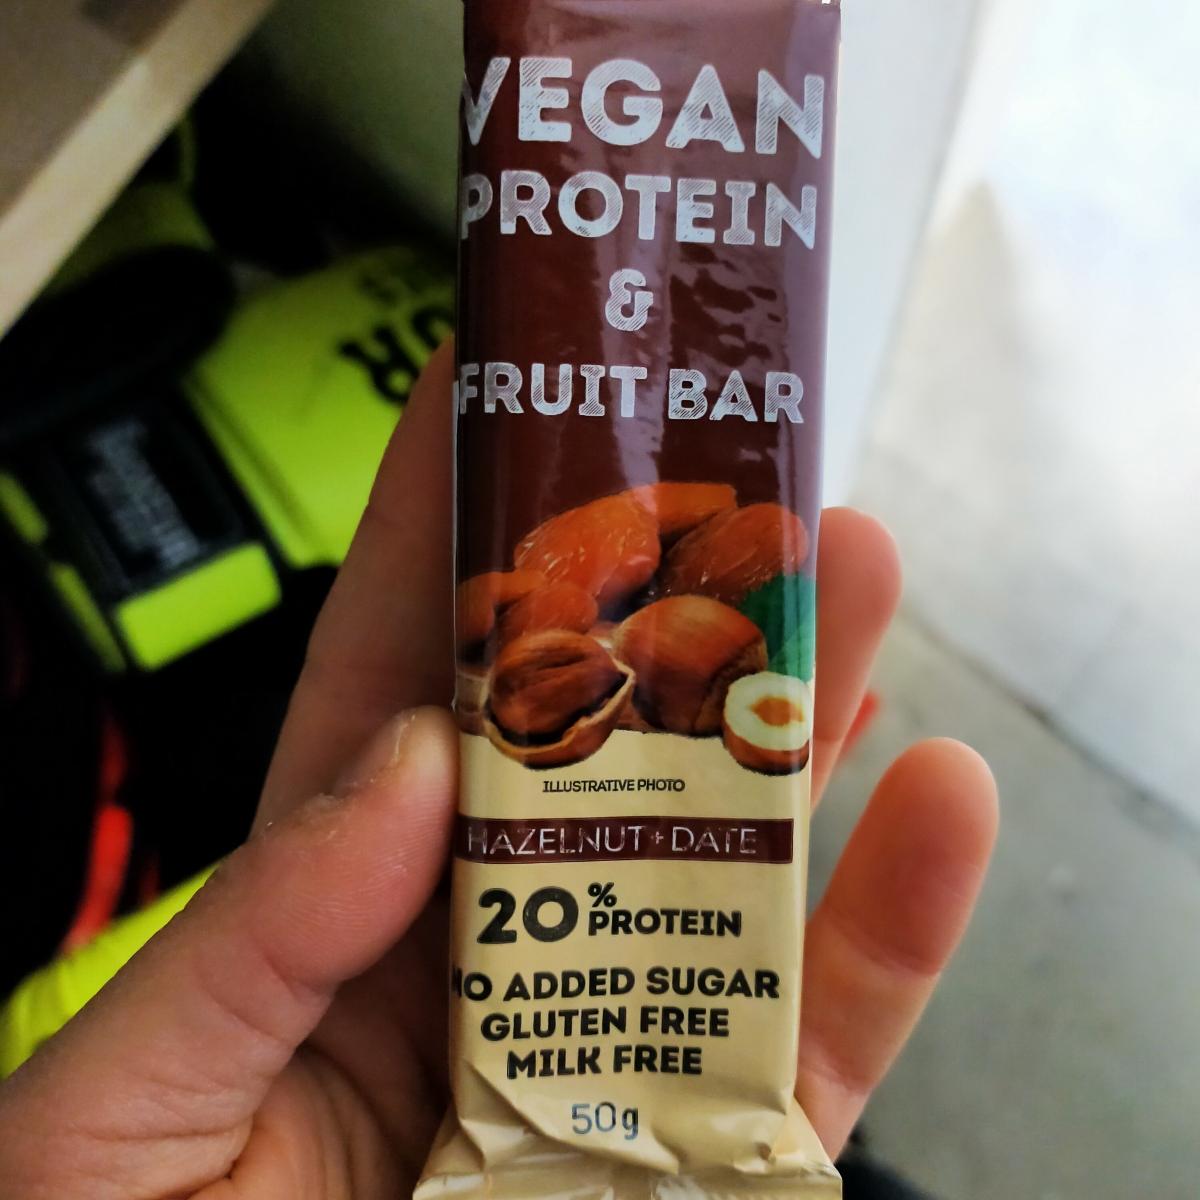 VEGAN
PROTEIN
&
FRUIT BAR
ILLUSTRATIVE PHOTO
HAZELNUT + DATE
20% PROTEIN
NO ADDED SUGAR
GLUTEN FREE
MILK FREE
50g